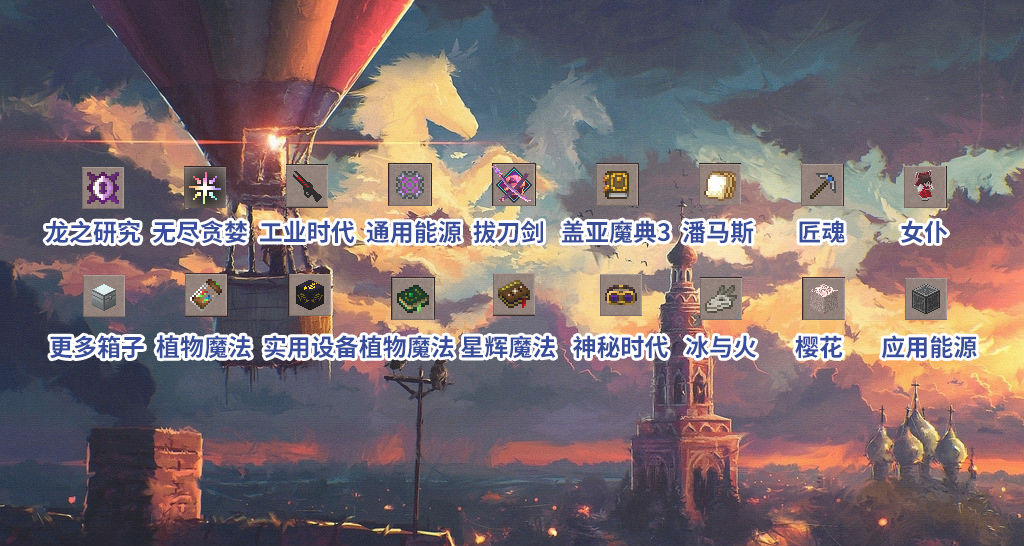 龙之研究 无尽贪婪 工业时代 通用能源 拔刀剑 盖亚魔典3 潘马斯 匠魂 女仆
更多箱子 植物魔法 实用设备 植物魔法 星辉魔法 神秘时代 冰与火 樱花 应用能源